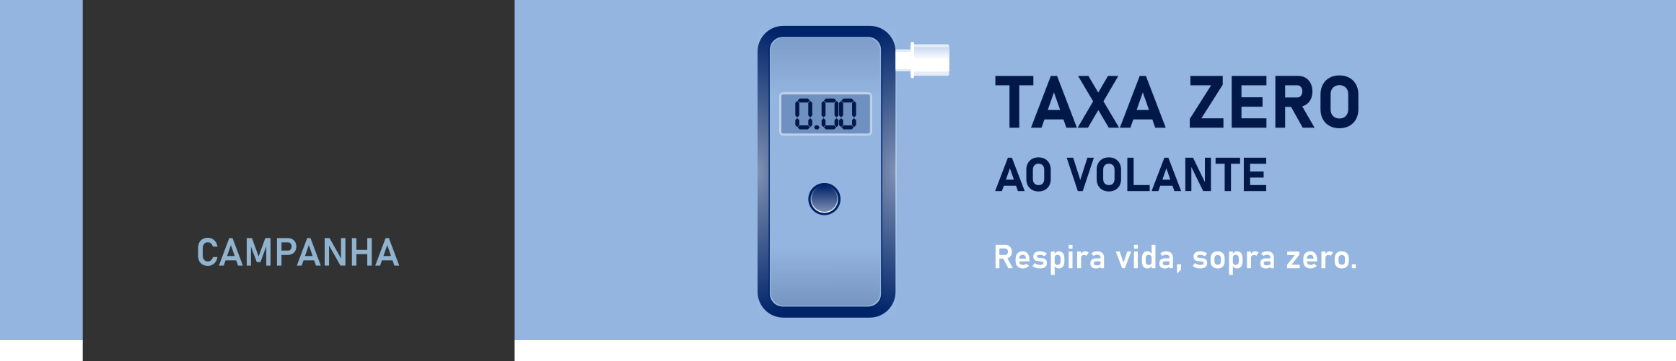 CAMPANHA
0.00
TAXA ZERO
AO VOLANTE
Respira vida, sopra zero.